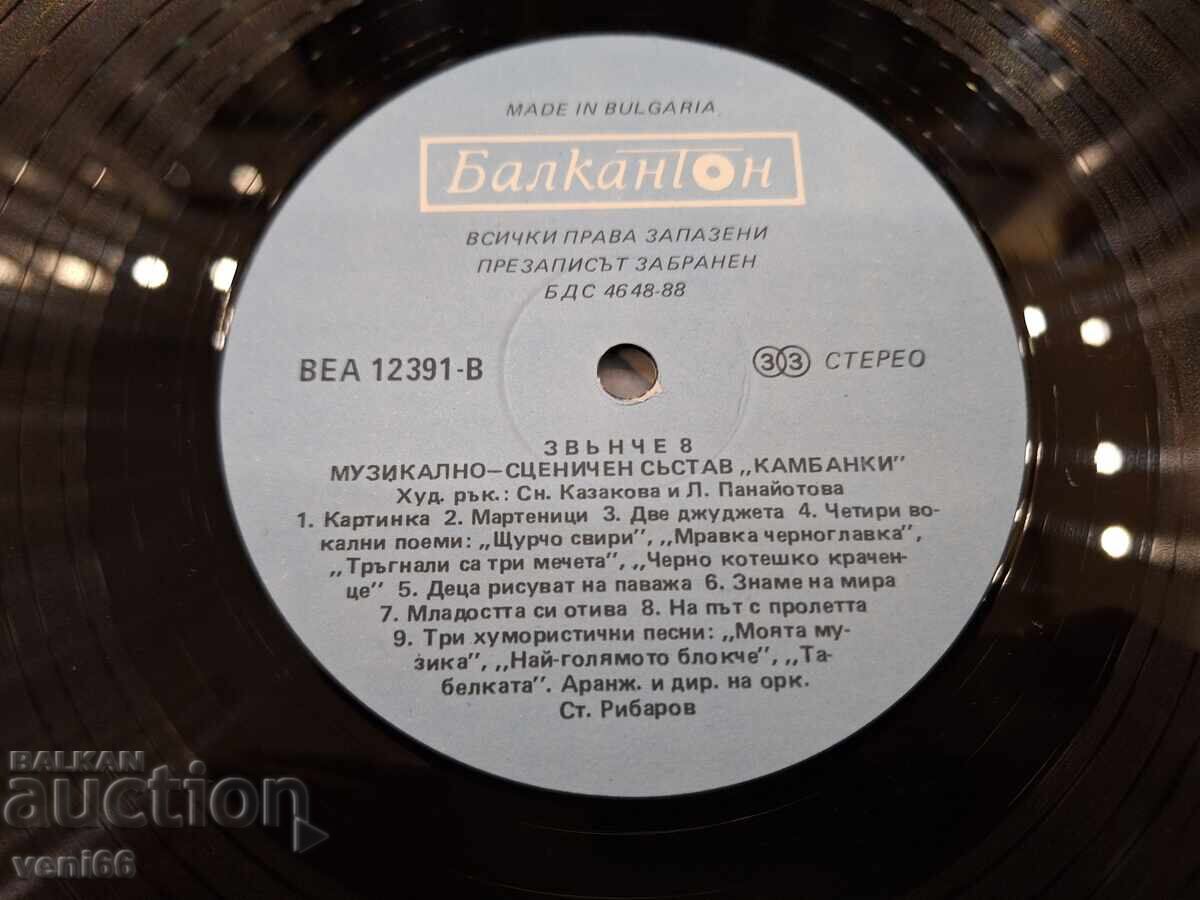 MADE IN BULGARIA
Балкантон
ВСИЧКИ ПРАВА ЗАПАЗЕНИ
ПРЕЗАПИСЪТ ЗАБРАНЕН
БДС 4648-88
ВЕА 12391-В
33 СТЕРЕО
ЗВЪНЧЕ 8
МУЗИКАЛНО–СЦЕНИЧЕН СЪСТАВ „КАМБАНКИ"
Худ. рък.: Сн. Казакова и Л. Панайотова
1. Картинка 2. Мартеници 3. Две джуджета 4. Четири во-
кални поеми: „Щурчо свири", „Мравка черноглавка",
„Тръгнали са три мечета", „Черно котешко крачен-
це" 5. Деца рисуват на паважа 6. Знаме на мира
7. Младостта си отива 8. На път с пролетта
9. Три хумористични песни: „Моята му-
зика", „Най-голямото блокче", „Та-
белката". Аранж. и дир. на орк.
Ст. Рибаров
BALKAN
auction
veni66